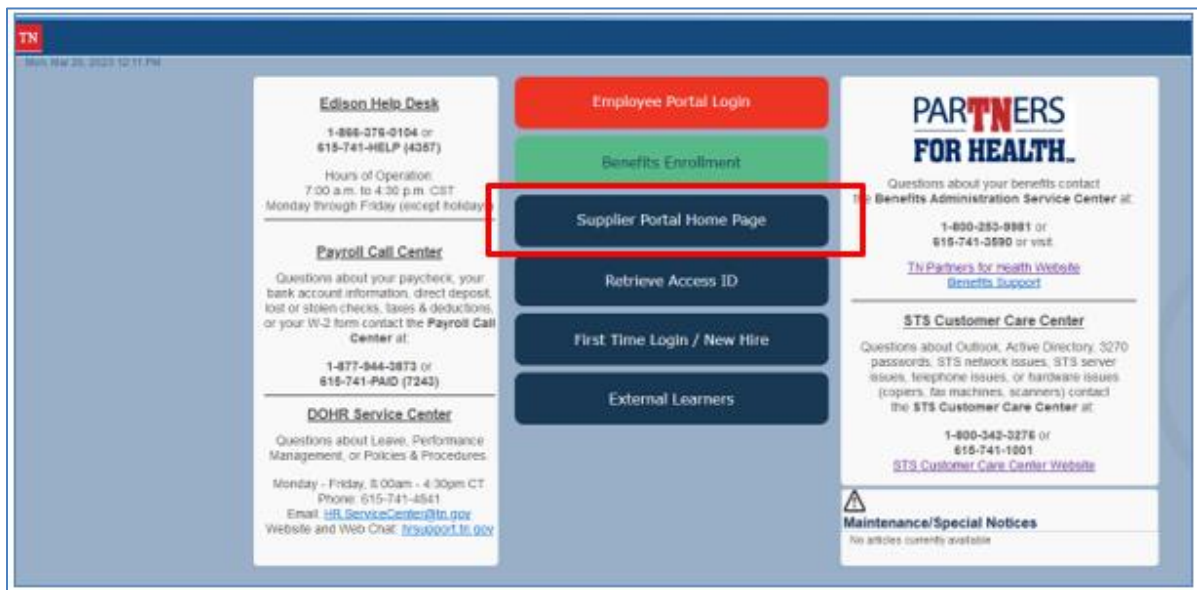 TN
Mon, Mar 20, 2023 12:11 PM
Edison Help Desk
1-866-376-0104 or
615-741-HELP (4357)
Hours of Operation:
7:00 a.m. to 4:30 p.m. CST
Monday through Friday (except holidays)
Payroll Call Center
Questions about your paycheck, your
bank account information, direct deposit,
lost or stolen checks, taxes & deductions,
or your W-2 form contact the Payroll Call
Center at:
1-877-944-3873 or
615-741-PAID (7243)
DOHR Service Center
Questions about Leave, Performance
Management, or Policies & Procedures
Monday - Friday, 8:00am - 4:30pm CT
Phone: 615-741-4841
Email: HR.ServiceCenter@tn.gov
Website and Web Chat: hrsupport.tn.gov
Employee Portal Login
Benefits Enrollment
Supplier Portal Home Page
Retrieve Access ID
First Time Login / New Hire
External Learners
PARTNERS
FOR HEALTH
Questions about your benefits contact
the Benefits Administration Service Center at:
1-800-253-9981 or
615-741-3590 or visit
TN Partners for Health Website
Benefits Support
STS Customer Care Center
Questions about Outlook, Active Directory, 3270
passwords, STS network issues, STS server
issues, telephone issues, or hardware issues
(copiers, fax machines, scanners) contact
the STS Customer Care Center at:
1-800-342-3276 or
615-741-1001
STS Customer Care Center Website
Maintenance/Special Notices
No articles currently available